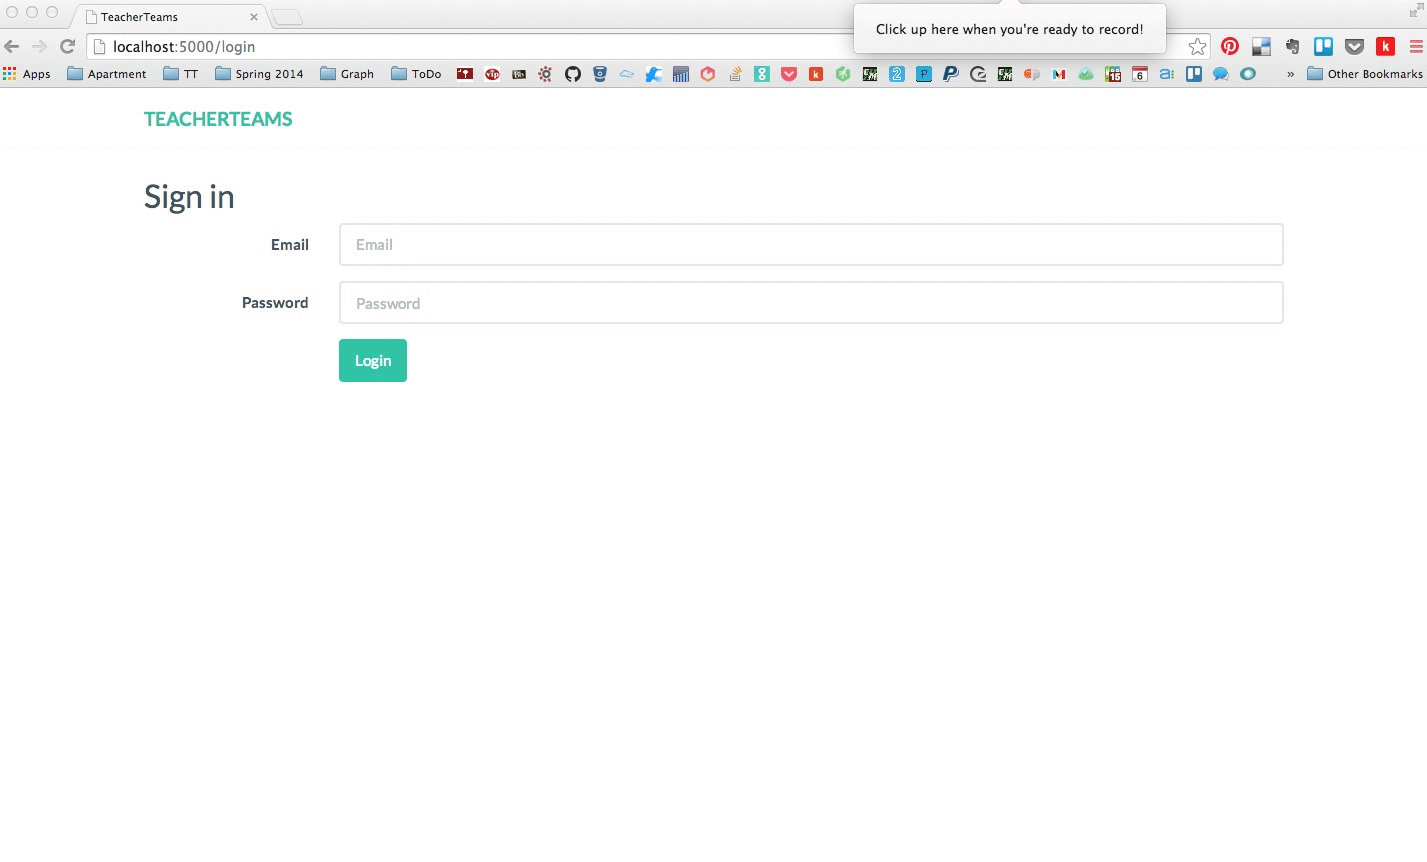 TeacherTeams
Click up here when you're ready to record!
localhost:5000/login
Apps Apartment TT Spring 2014 Graph ToDo » Other Bookmarks
TEACHERTEAMS
Sign in
Email Email
Password Password
Login